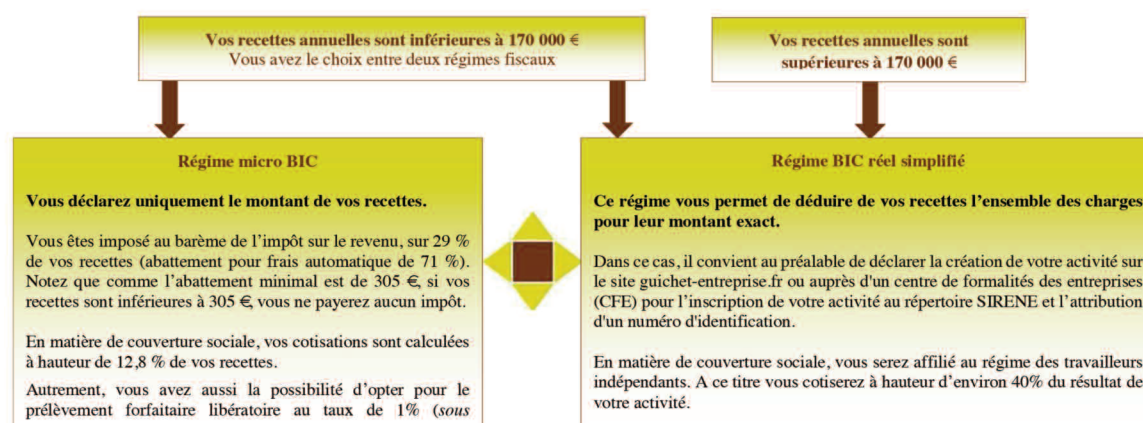 Vos recettes annuelles sont inférieures à 170 000 €
Vous avez le choix entre deux régimes fiscaux
Vos recettes annuelles sont
supérieures à 170 000 €
Régime micro BIC
Vous déclarez uniquement le montant de vos recettes.
Vous êtes imposé au barème de l'impôt sur le revenu, sur 29 %
de vos recettes (abattement pour frais automatique de 71 %).
Notez que comme l'abattement minimal est de 305 €, si vos
recettes sont inférieures à 305 €, vous ne payerez aucun impôt.
En matière de couverture sociale, vos cotisations sont calculées
à hauteur de 12,8 % de vos recettes.
Autrement, vous avez aussi la possibilité d'opter pour le
prélèvement forfaitaire libératoire au taux de 1% (sous
Régime BIC réel simplifié
Ce régime vous permet de déduire de vos recettes l'ensemble des charges
pour leur montant exact.
Dans ce cas, il convient au préalable de déclarer la création de votre activité sur
le site guichet-entreprise.fr ou auprès d'un centre de formalités des entreprises
(CFE) pour l'inscription de votre activité au répertoire SIRENE et l'attribution
d'un numéro d'identification.
En matière de couverture sociale, vous serez affilié au régime des travailleurs
indépendants. A ce titre vous cotiserez à hauteur d'environ 40% du résultat de
votre activité.